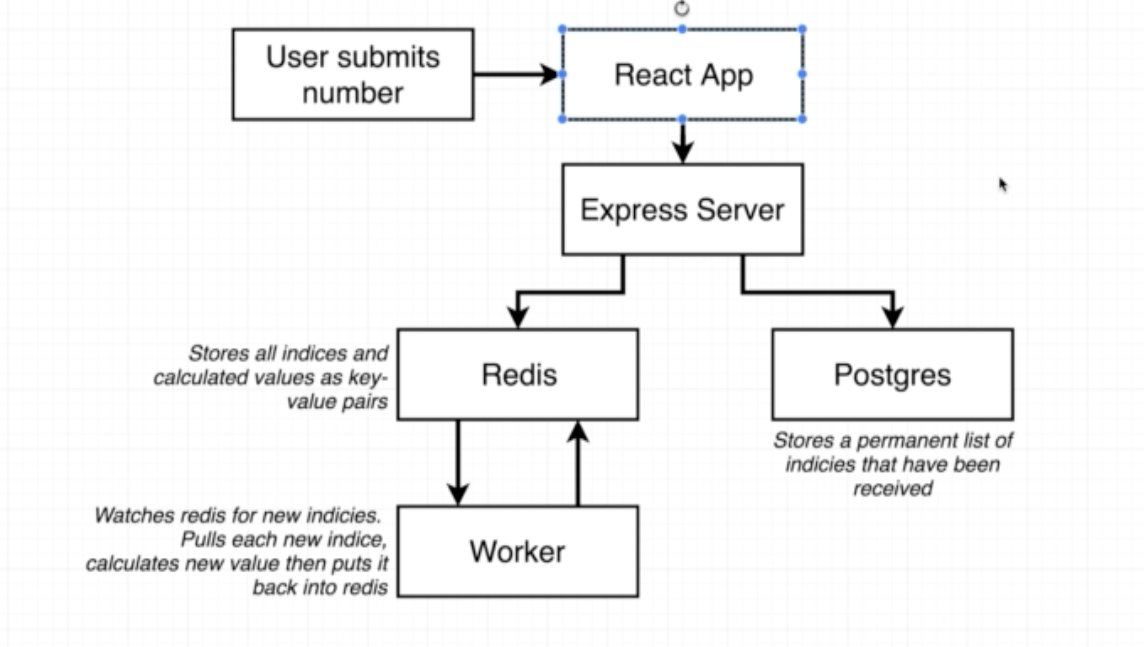 User submits
number
React App
Express Server
Stores all indices and
calculated values as key-
value pairs
Redis
Postgres
Stores a permanent list of
indicies that have been
received
Watches redis for new indicies.
Pulls each new indice,
calculates new value then puts it
back into redis
Worker